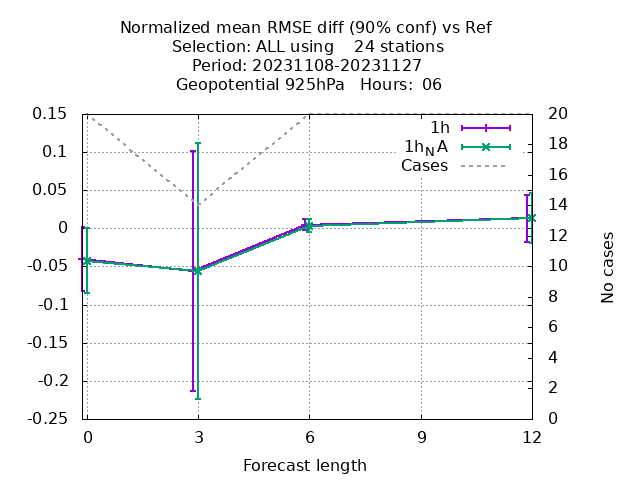 Normalized mean RMSE diff (90% conf) vs Ref
Selection: ALL using    24 stations
Period: 20231108-20231127
Geopotential 925hPa   Hours:  06
0.15
0.1
0.05
0
-0.05
-0.1
-0.15
-0.2
-0.25
1h
1h_NA
Cases
20
18
16
14
12
10
8
6
4
2
0
No cases
0 3 6 9 12
Forecast length